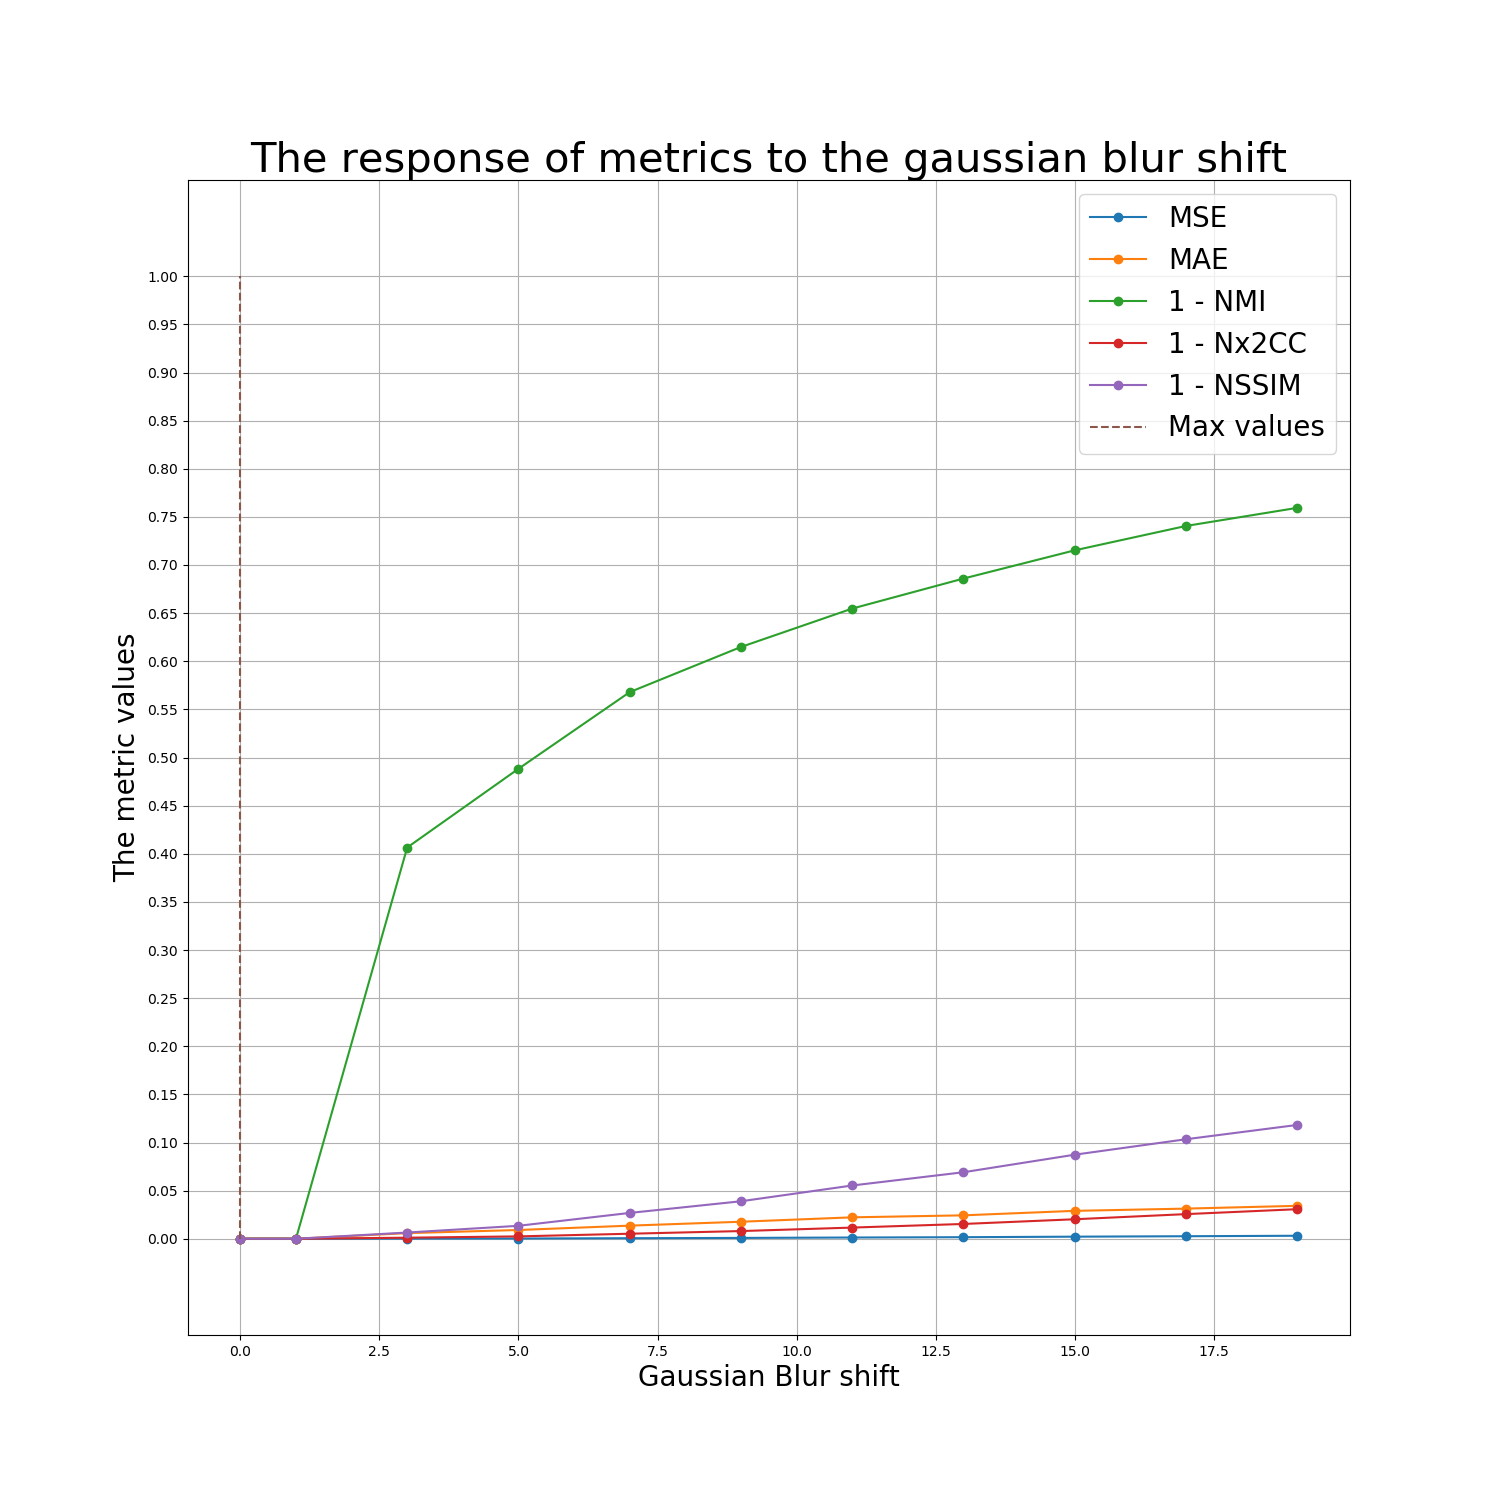 The response of metrics to the gaussian blur shift
MSE
MAE
1 - NMI
1 - Nx2CC
1 - NSSIM
Max values
The metric values
1.00
0.95
0.90
0.85
0.80
0.75
0.70
0.65
0.60
0.55
0.50
0.45
0.40
0.35
0.30
0.25
0.20
0.15
0.10
0.05
0.00
0.0 2.5 5.0 7.5 10.0 12.5 15.0 17.5
Gaussian Blur shift